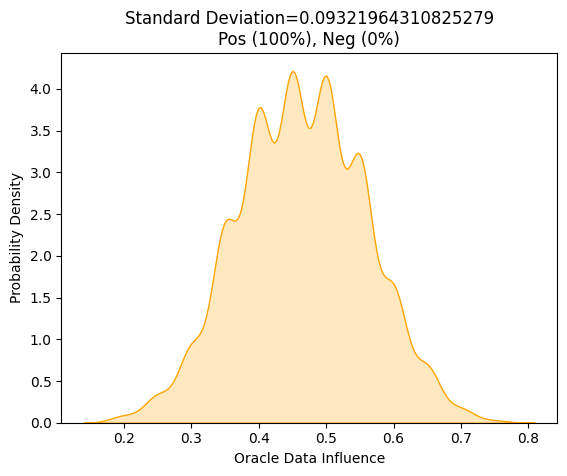 Standard Deviation=0.09321964310825279
Pos (100%), Neg (0%)
4.0
3.5
3.0
2.5
2.0
1.5
1.0
0.5
0.0
Probability Density
0.2 0.3 0.4 0.5 0.6 0.7 0.8
Oracle Data Influence